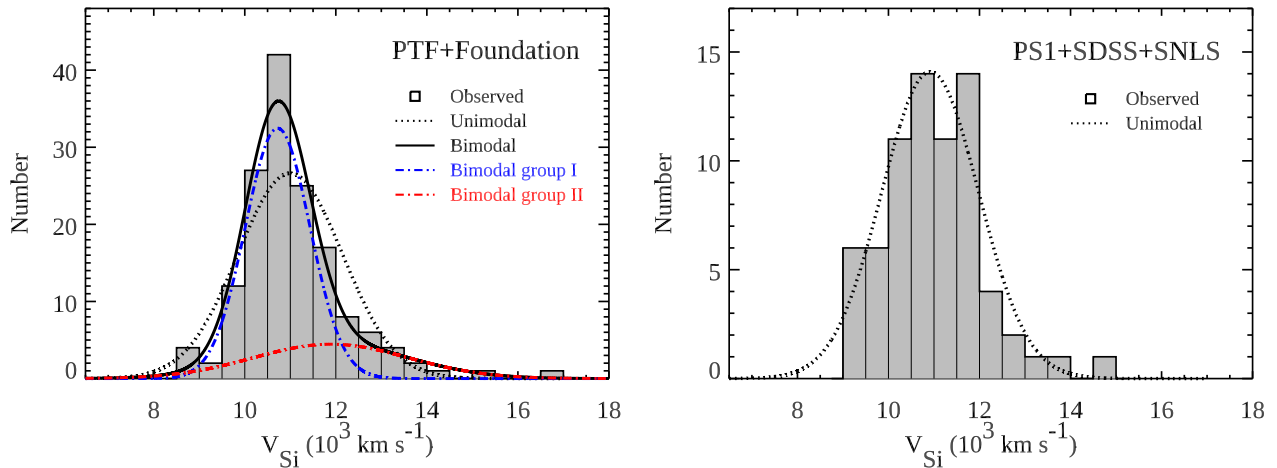 PTF+Foundation
Observed
Unimodal
Bimodal
Bimodal group I
Bimodal group II
Number
40
30
20
10
0
8 10 12 14 16 18
V_Si (10^3 km s^-1)
PS1+SDSS+SNLS
Observed
Unimodal
Number
15
10
5
0
8 10 12 14 16 18
V_Si (10^3 km s^-1)